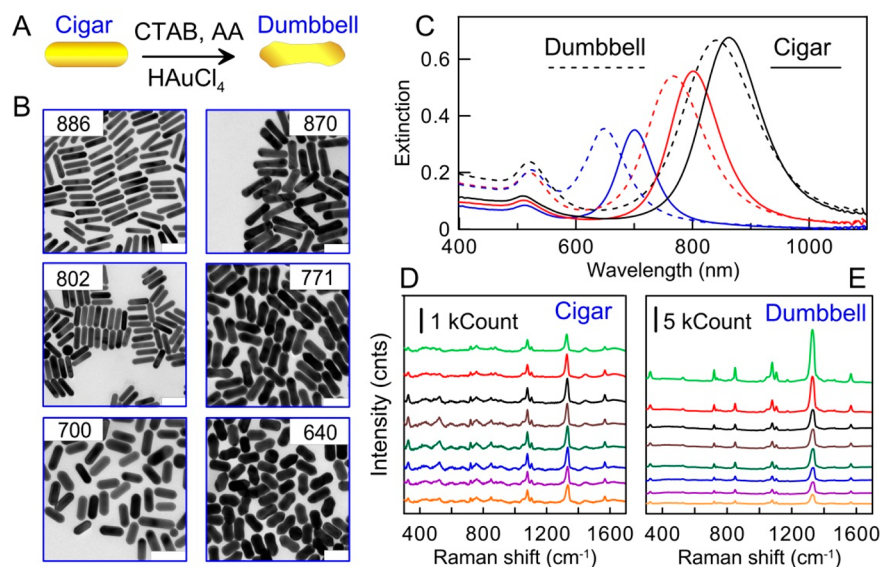 A
Cigar
CTAB, AA
HAuCl4
Dumbbell
B
886
870
802
771
700
640
C
Dumbbell
Cigar
Extinction
0.6
0.4
0.2
0
400
600
800
1000
Wavelength (nm)
D
1 kCount
Cigar
Intensity (cnts)
400
800
1200
1600
Raman shift (cm-1)
E
5 kCount
Dumbbell
400
800
1200
1600
Raman shift (cm-1)